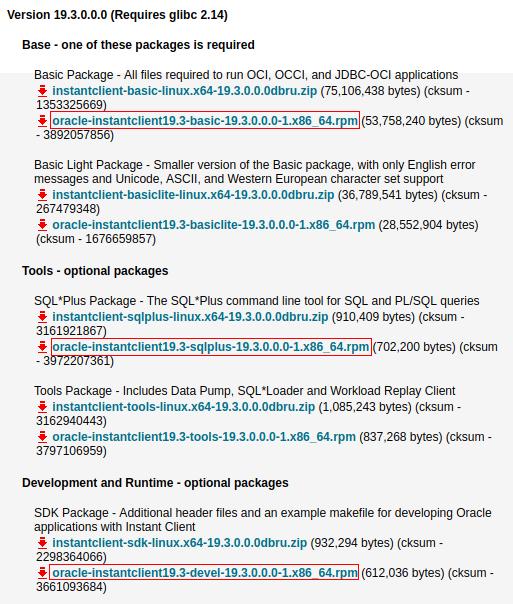 Version 19.3.0.0.0 (Requires glibc 2.14)
Base - one of these packages is required
Basic Package - All files required to run OCI, OCCI, and JDBC-OCI applications
instantclient-basic-linux.x64-19.3.0.0.0dbru.zip (75,106,438 bytes) (cksum -
1353325669)
oracle-instantclient19.3-basic-19.3.0.0.0-1.x86_64.rpm (53,758,240 bytes) (cksum
- 3892057856)
Basic Light Package - Smaller version of the Basic package, with only English error
messages and Unicode, ASCII, and Western European character set support
instantclient-basiclite-linux.x64-19.3.0.0.0dbru.zip (36,789,541 bytes) (cksum -
267479348)
oracle-instantclient19.3-basiclite-19.3.0.0.0-1.x86_64.rpm (28,552,904 bytes)
(cksum - 1676659857)
Tools - optional packages
SQL*Plus Package - The SQL*Plus command line tool for SQL and PL/SQL queries
instantclient-sqlplus-linux.x64-19.3.0.0.0dbru.zip (910,409 bytes) (cksum -
3161921867)
oracle-instantclient19.3-sqlplus-19.3.0.0.0-1.x86_64.rpm (702,200 bytes) (cksum
- 3972207361)
Tools Package - Includes Data Pump, SQL*Loader and Workload Replay Client
instantclient-tools-linux.x64-19.3.0.0.0dbru.zip (1,085,243 bytes) (cksum -
3162940443)
oracle-instantclient19.3-tools-19.3.0.0.0-1.x86_64.rpm (837,268 bytes) (cksum -
3797106959)
Development and Runtime - optional packages
SDK Package - Additional header files and an example makefile for developing Oracle
applications with Instant Client
instantclient-sdk-linux.x64-19.3.0.0.0dbru.zip (932,294 bytes) (cksum -
2298364066)
oracle-instantclient19.3-devel-19.3.0.0.0-1.x86_64.rpm (612,036 bytes) (cksum -
3661093684)